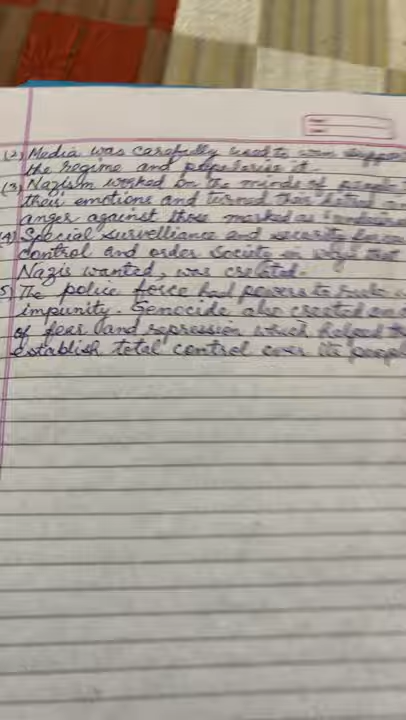 (2) Media was carefully used to win support
the regime and popularise it.
(3) Nazism worked on the minds of people
their emotions and turned their hatred and
anger against those marked as
(4) Special surveillance and security forces
control and order society in ways that
Nazis wanted, was created.
5) The police force had powers to rule
impunity. Genocide also created an
of fear and repression which helped
establish total control over its people